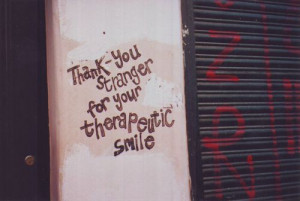 Thank-you
stranger
for your
therapeutic
smile